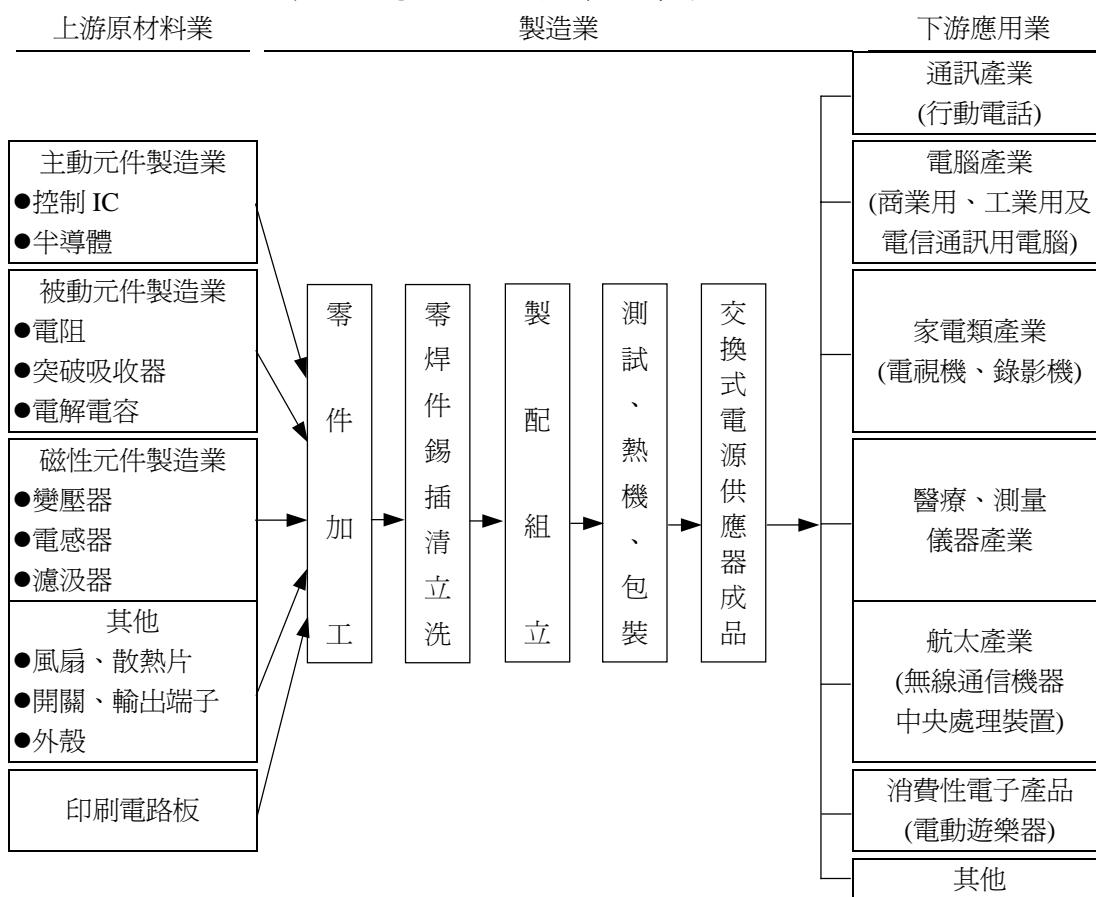 上游原材料業
製造業
下游應用業
主動元件製造業
●控制 IC
●半導體
被動元件製造業
●電阻
●突破吸收器
●電解電容
磁性元件製造業
●變壓器
●電感器
●濾汲器
其他
●風扇、散熱片
●開關、輸出端子
●外殼
印刷電路板
零件加工
零焊件錫插清立洗
製配組立
測試、熱機、包裝
交換式電源供應器成品
通訊產業
(行動電話)
電腦產業
(商業用、工業用及
電信通訊用電腦)
家電類產業
(電視機、錄影機)
醫療、測量
儀器產業
航太產業
(無線通信機器
中央處理裝置)
消費性電子產品
(電動遊樂器)
其他